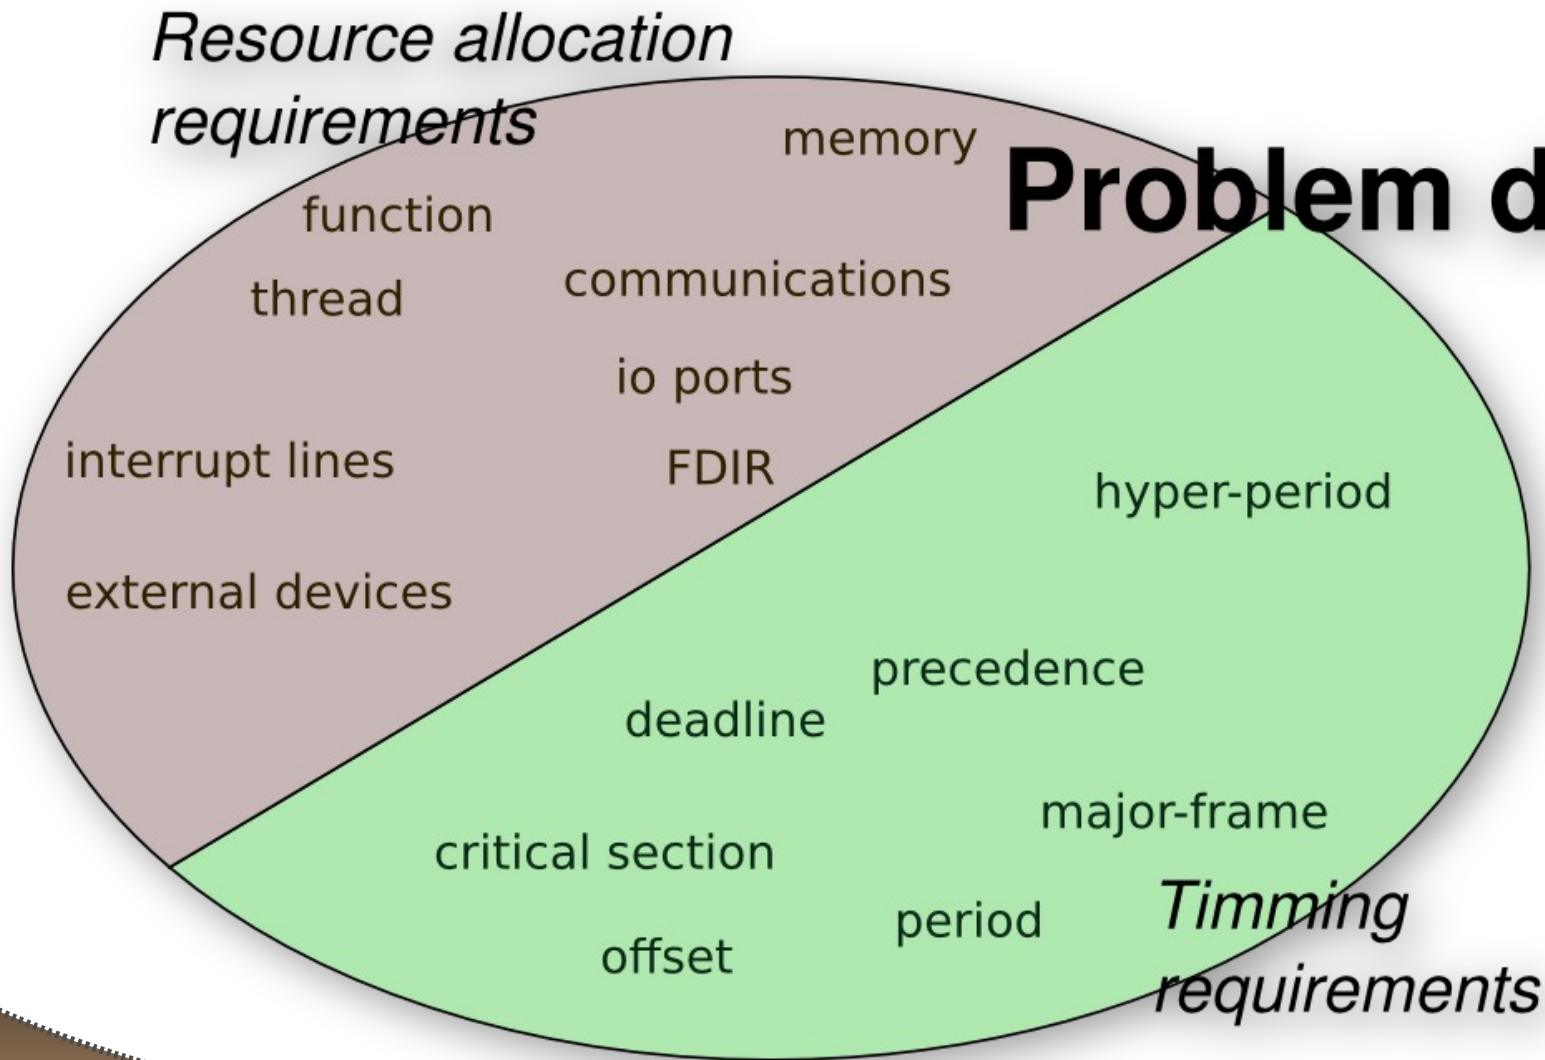 Resource allocation
requirements
memory
Problem d
function
communications
thread
io ports
interrupt lines
FDIR
hyper-period
external devices
precedence
deadline
major-frame
critical section
Timming
period
offset
requirements